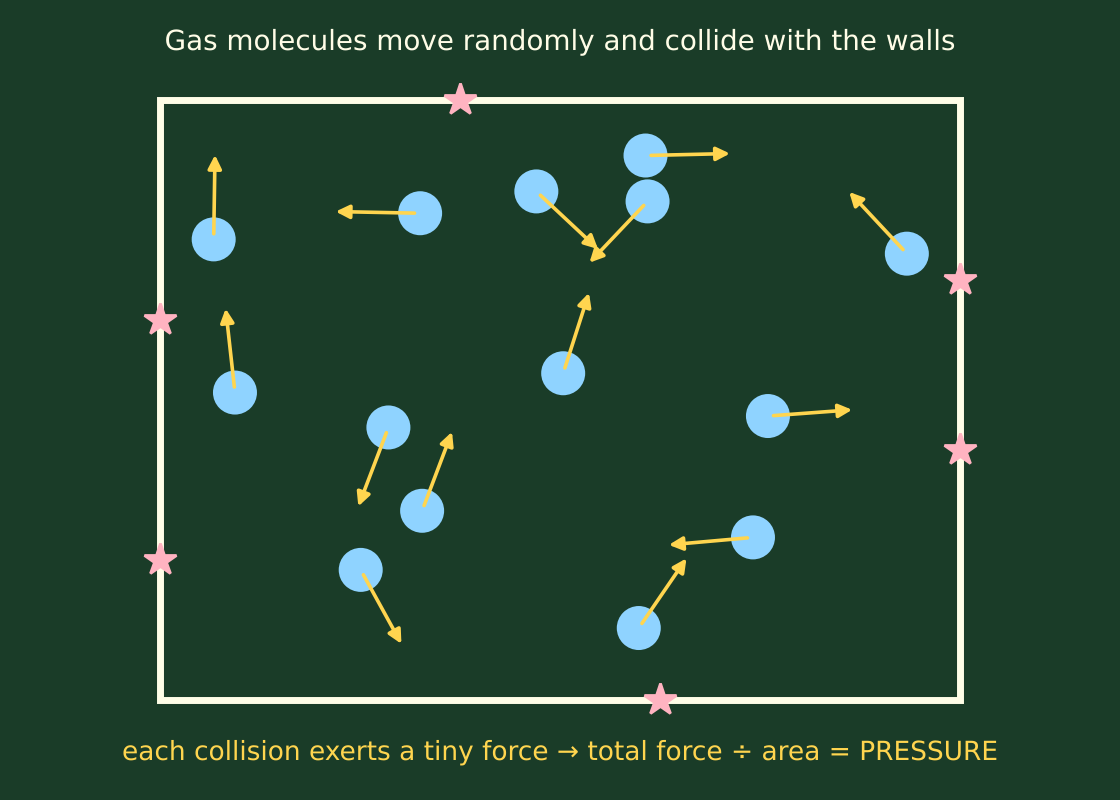 Gas molecules move randomly and collide with the walls
each collision exerts a tiny force → total force ÷ area = PRESSURE